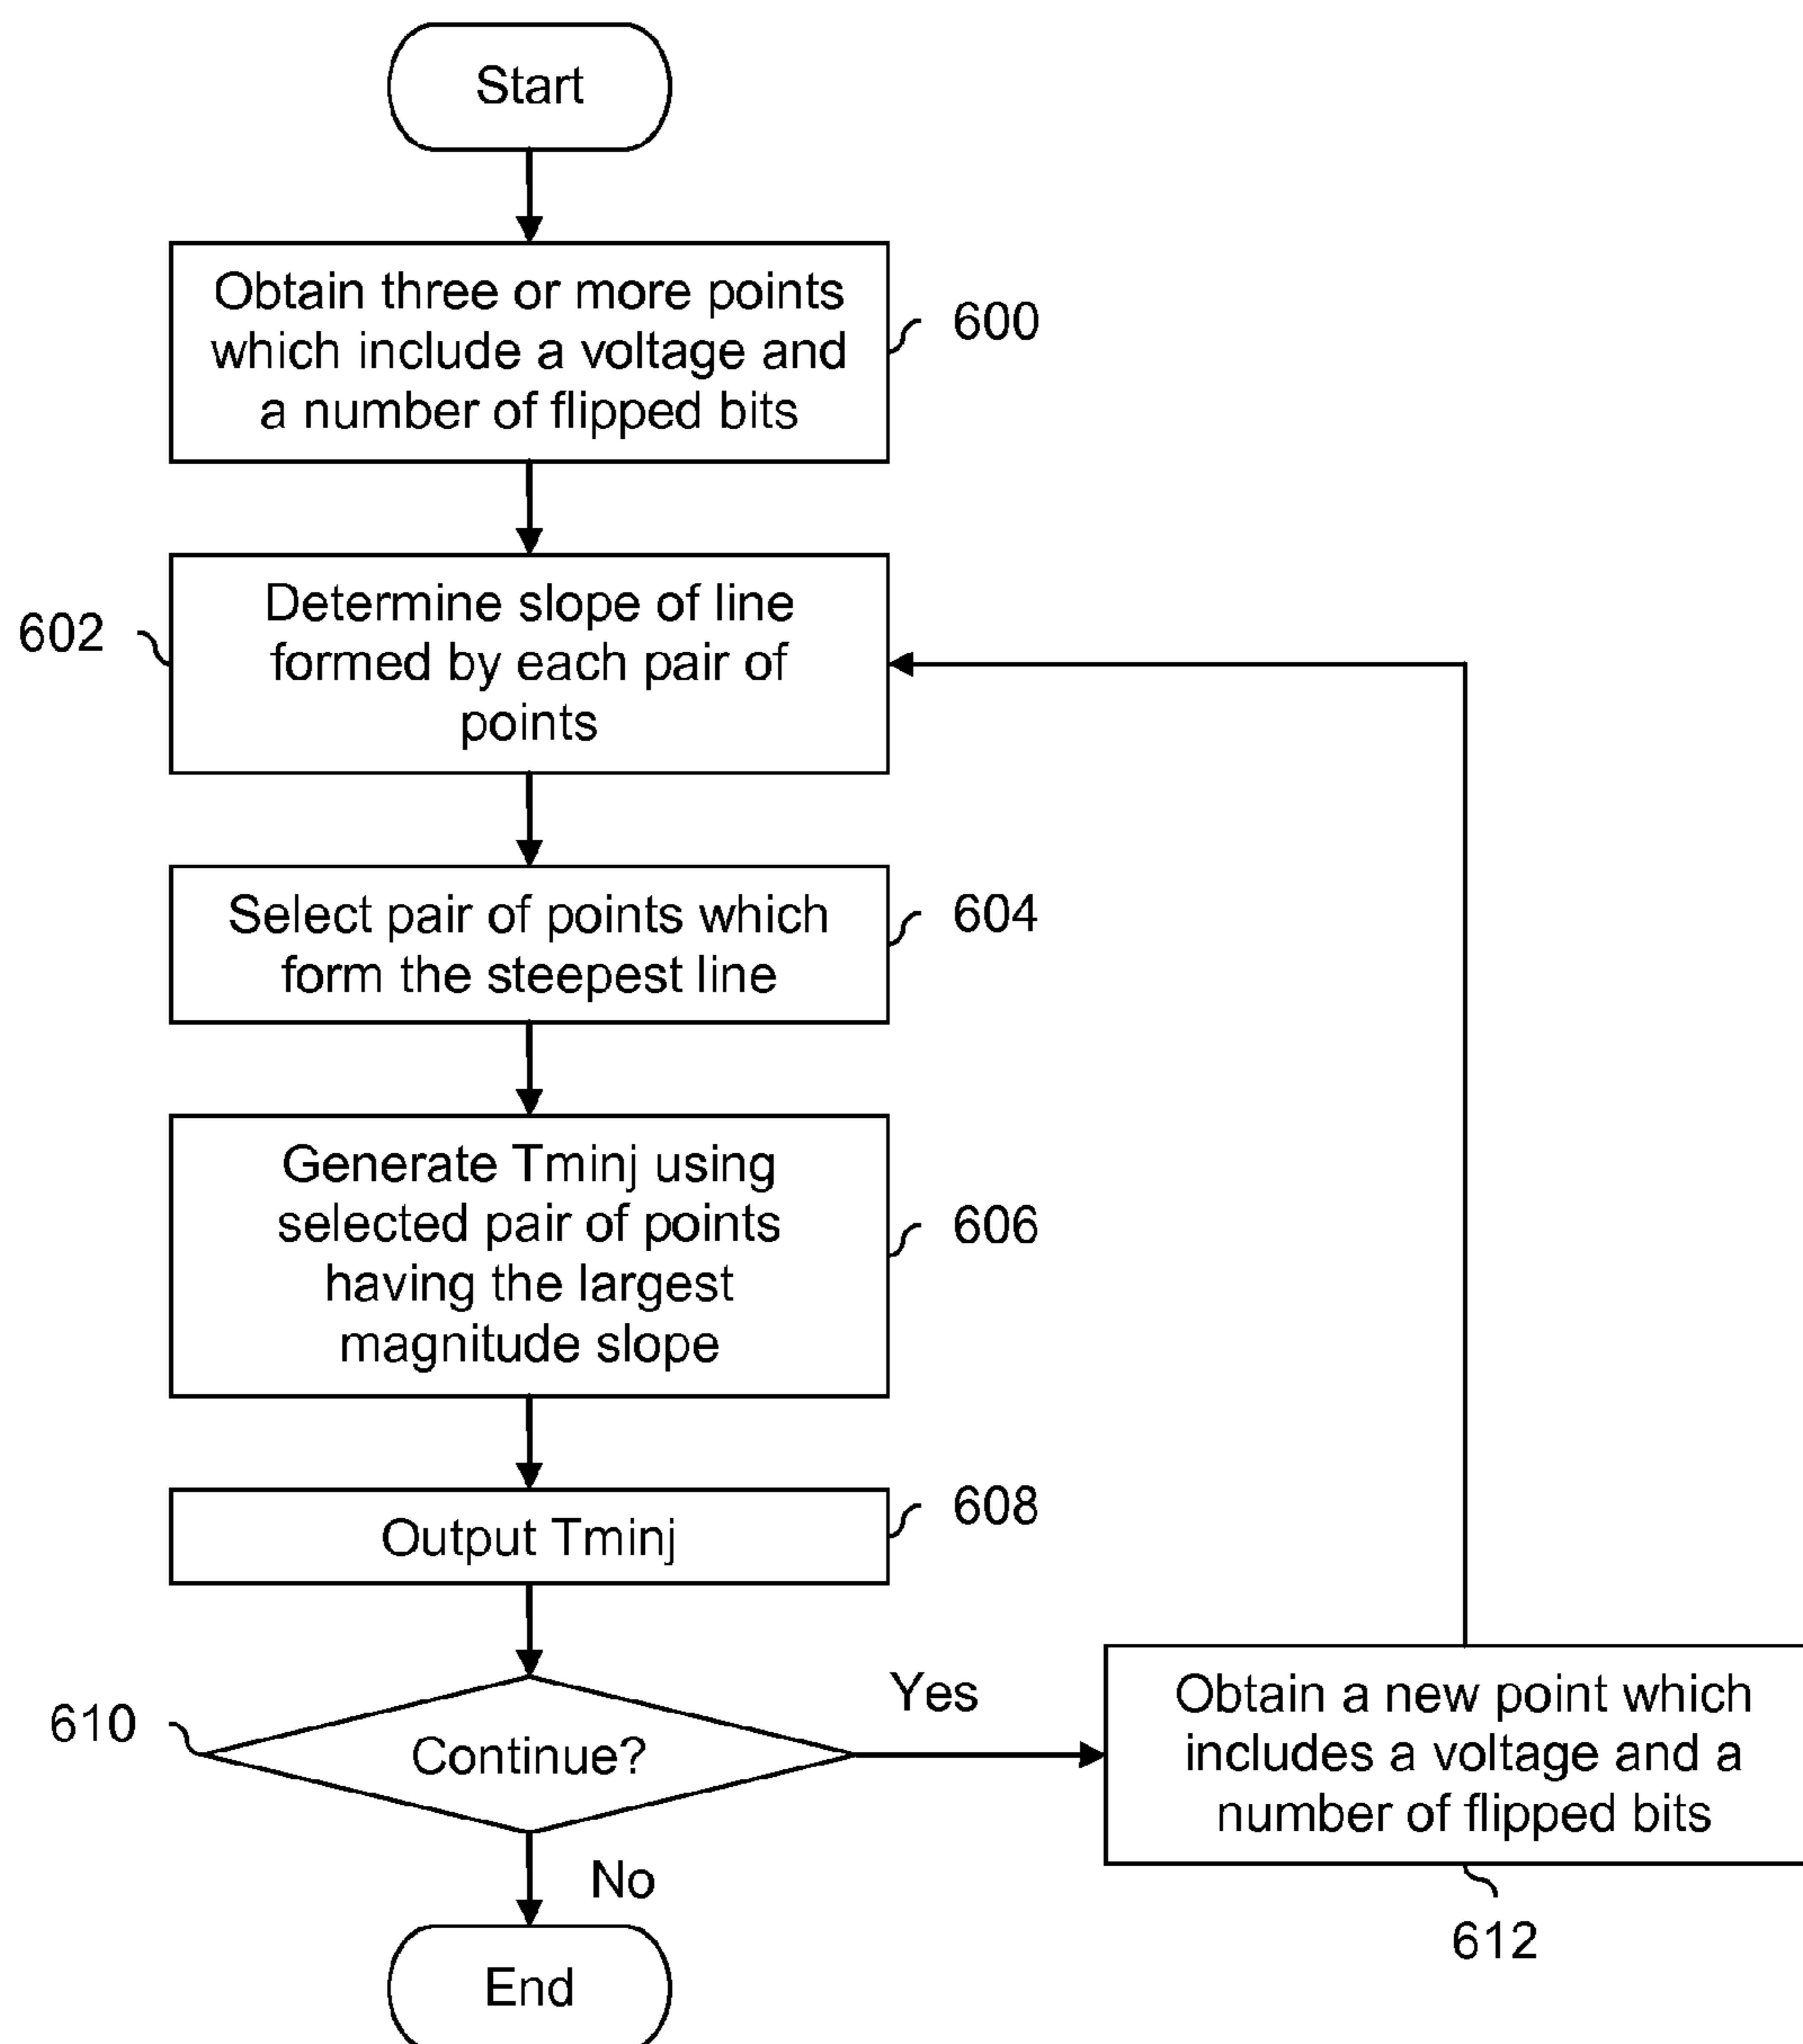 Start
Obtain three or more points
which include a voltage and
a number of flipped bits
600
Determine slope of line
formed by each pair of
points
602
Select pair of points which
form the steepest line
604
Generate Tminj using
selected pair of points
having the largest
magnitude slope
606
Output Tminj
608
Continue?
610
Yes
Obtain a new point which
includes a voltage and a
number of flipped bits
612
No
End